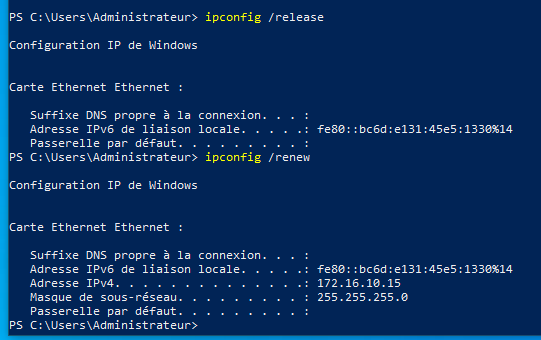 PS C:\Users\Administrateur> ipconfig /release
Configuration IP de Windows
Carte Ethernet Ethernet :
Suffixe DNS propre à la connexion. . . :
Adresse IPv6 de liaison locale. . . . .: fe80::bc6d:e131:45e5:1330%14
Passerelle par défaut. . . . . . . . . :
PS C:\Users\Administrateur> ipconfig /renew
Configuration IP de Windows
Carte Ethernet Ethernet :
Suffixe DNS propre à la connexion. . . :
Adresse IPv6 de liaison locale. . . . .: fe80::bc6d:e131:45e5:1330%14
Adresse IPv4. . . . . . . . . . . . . .: 172.16.10.15
Masque de sous-réseau. . . . . . . . . : 255.255.255.0
Passerelle par défaut. . . . . . . . . :
PS C:\Users\Administrateur>